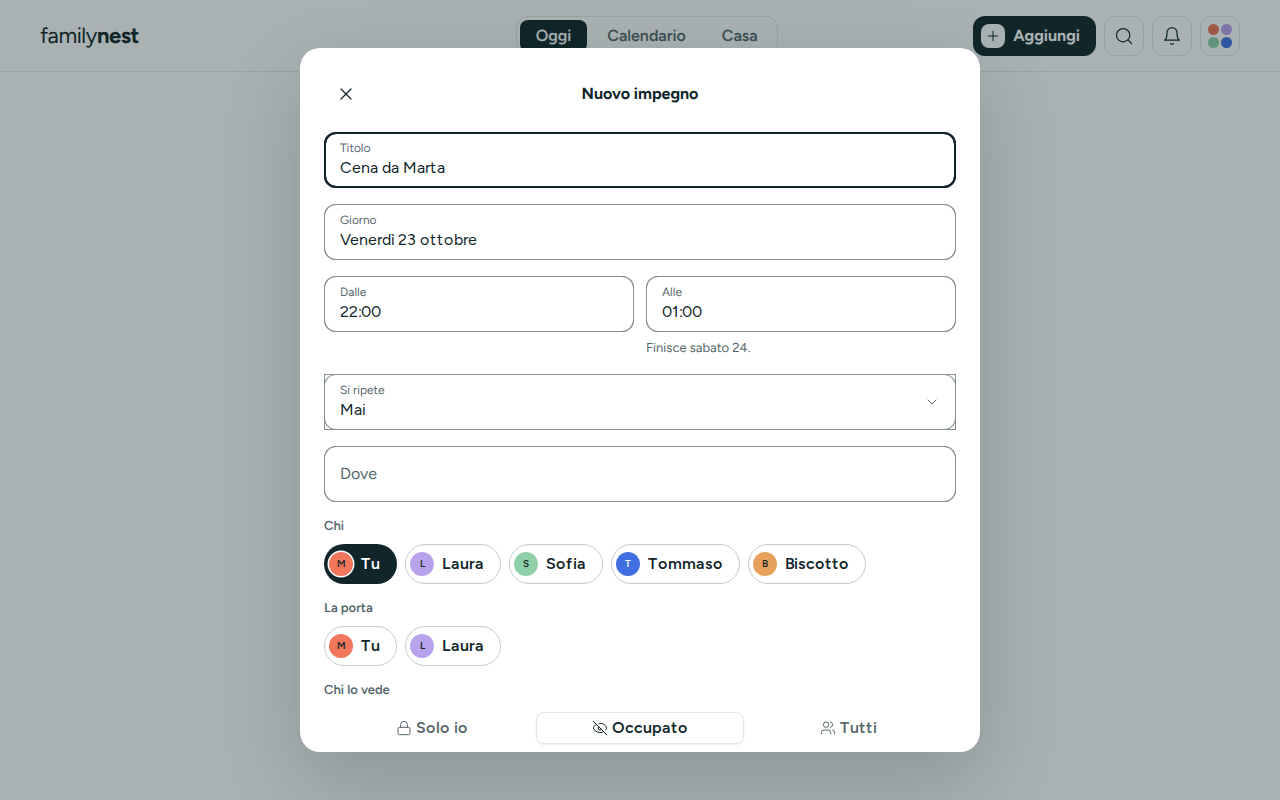 familynest
Oggi
Calendario
Casa
Aggiungi
Nuovo impegno
Titolo
Cena da Marta
Giorno
Venerdì 23 ottobre
Dalle
22:00
Alle
01:00
Finisce sabato 24.
Si ripete
Mai
Dove
Chi
M Tu
L Laura
S Sofia
T Tommaso
B Biscotto
La porta
M Tu
L Laura
Chi lo vede
Solo io
Occupato
Tutti